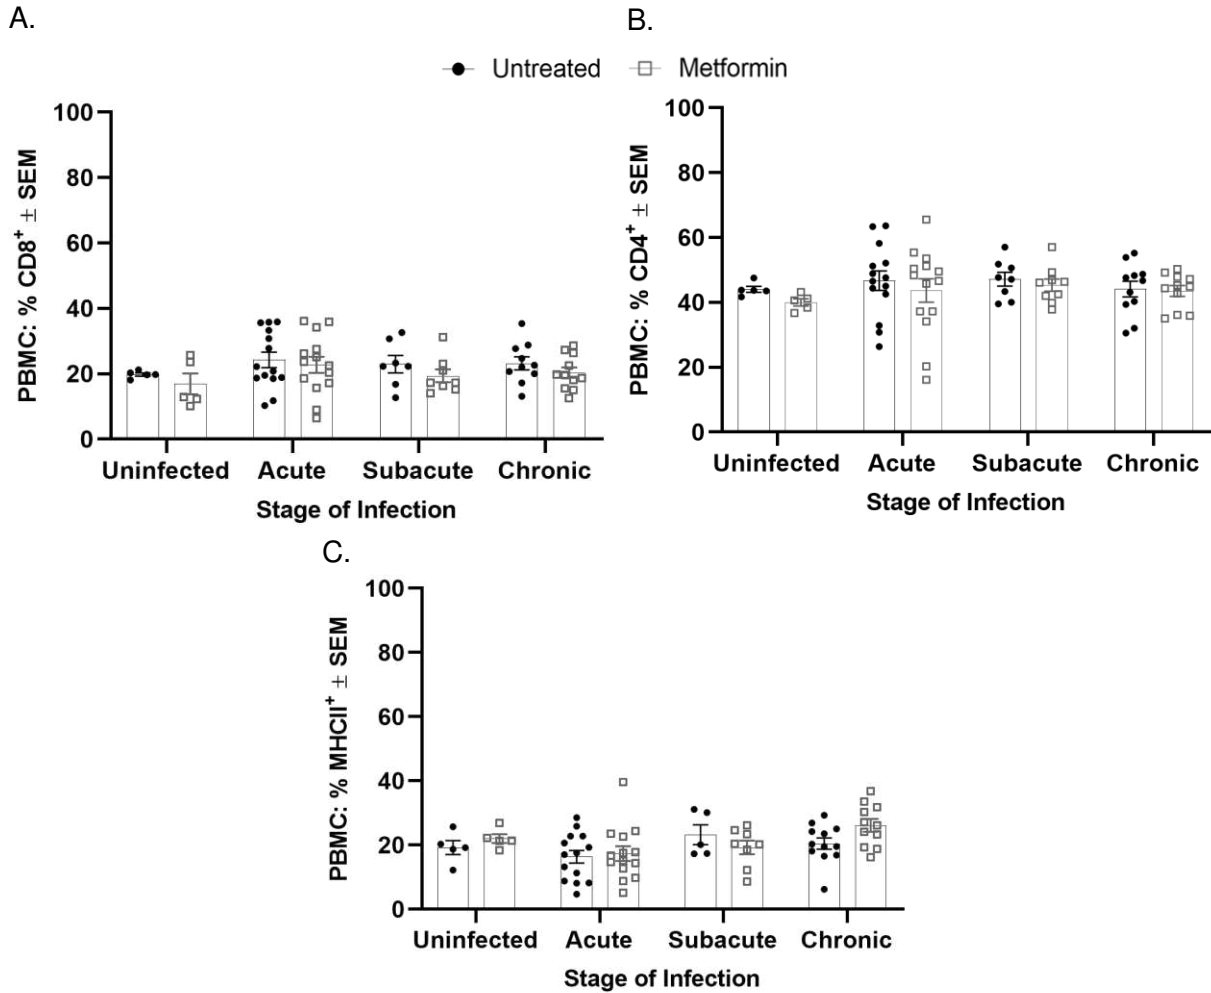 A.
B.
Untreated
Metformin
PBMC: % CD8+ ± SEM
100
80
60
40
20
0
Uninfected
Acute
Subacute
Chronic
Stage of Infection
PBMC: % CD4+ ± SEM
100
80
60
40
20
0
Uninfected
Acute
Subacute
Chronic
Stage of Infection
C.
PBMC: % MHCII+ ± SEM
100
80
60
40
20
0
Uninfected
Acute
Subacute
Chronic
Stage of Infection